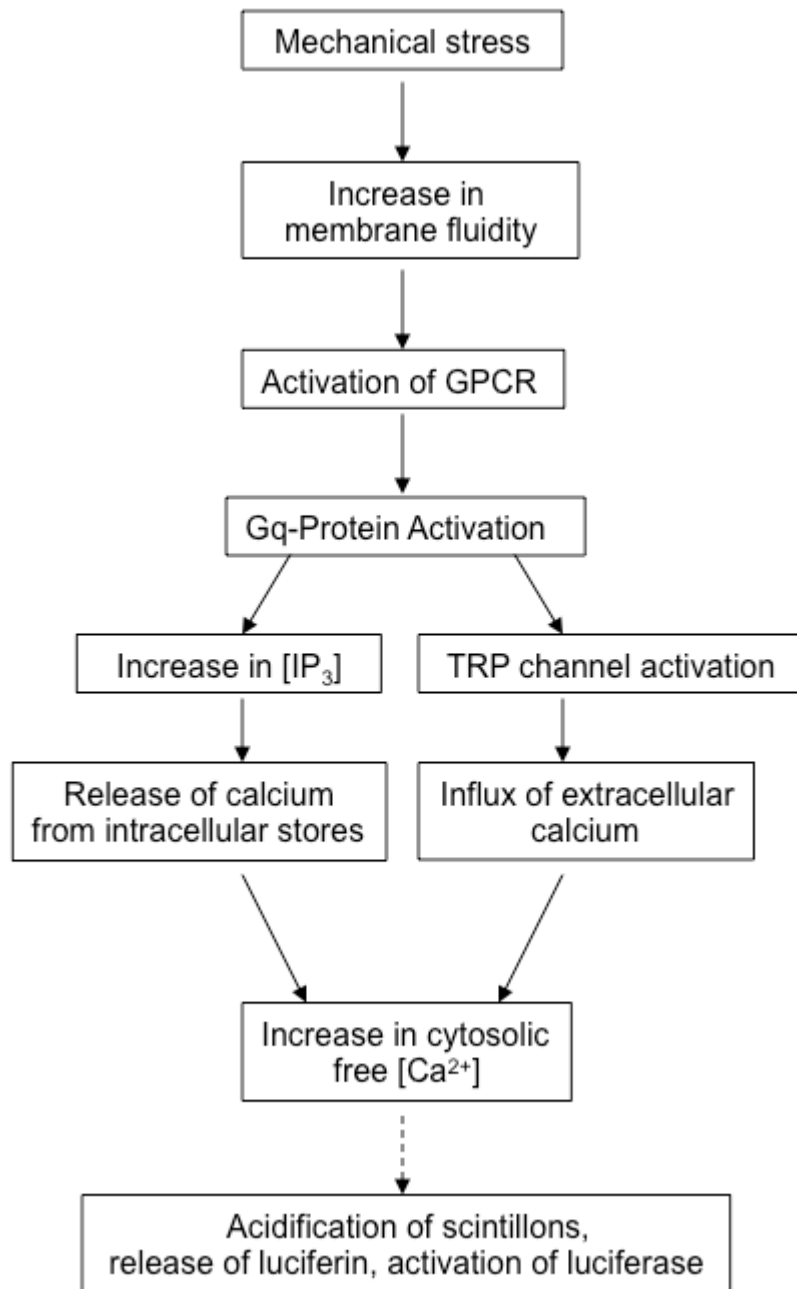 Mechanical stress
Increase in
membrane fluidity
Activation of GPCR
Gq-Protein Activation
Increase in [IP₃]
TRP channel activation
Release of calcium
from intracellular stores
Influx of extracellular
calcium
Increase in cytosolic
free [Ca²⁺]
Acidification of scintillons,
release of luciferin, activation of luciferase